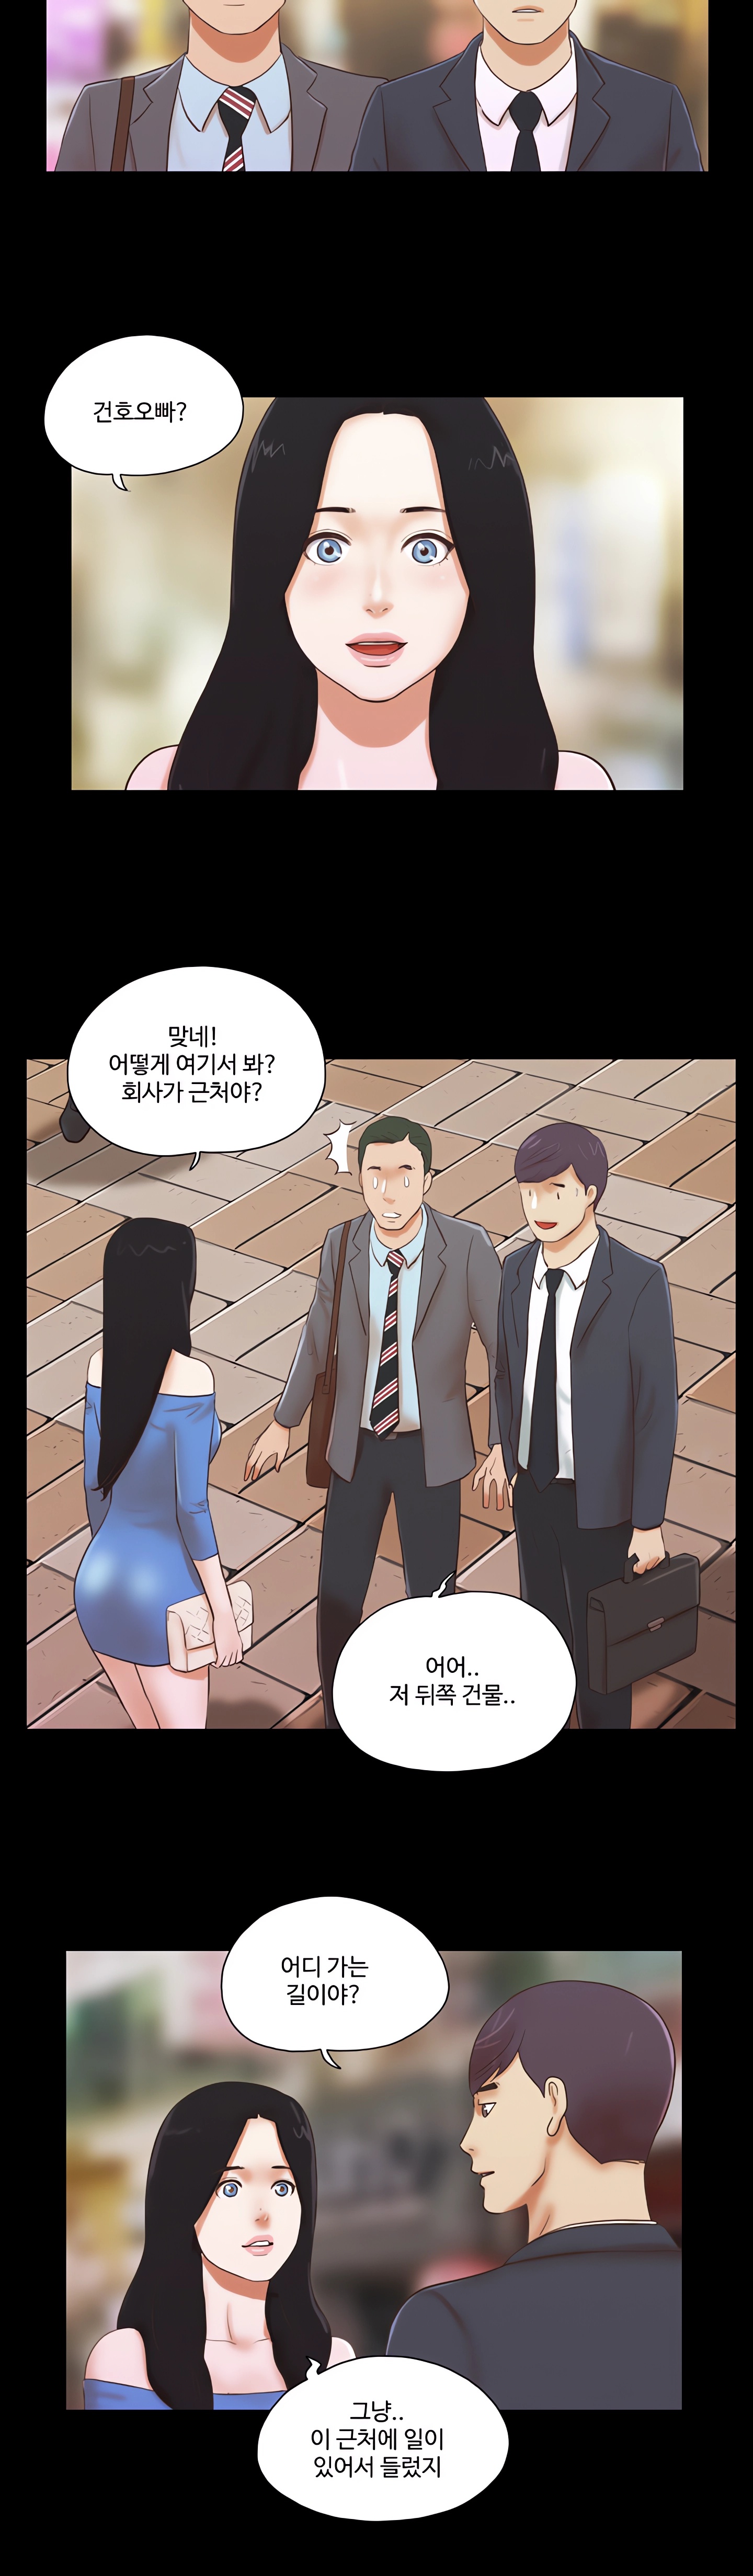 건호오빠?
맞네!
어떻게 여기서 봐?
회사가 근처야?
어어..
저 뒤쪽 건물..
어디 가는
길이야?
그냥..
이 근처에 일이
있어서 들렀지